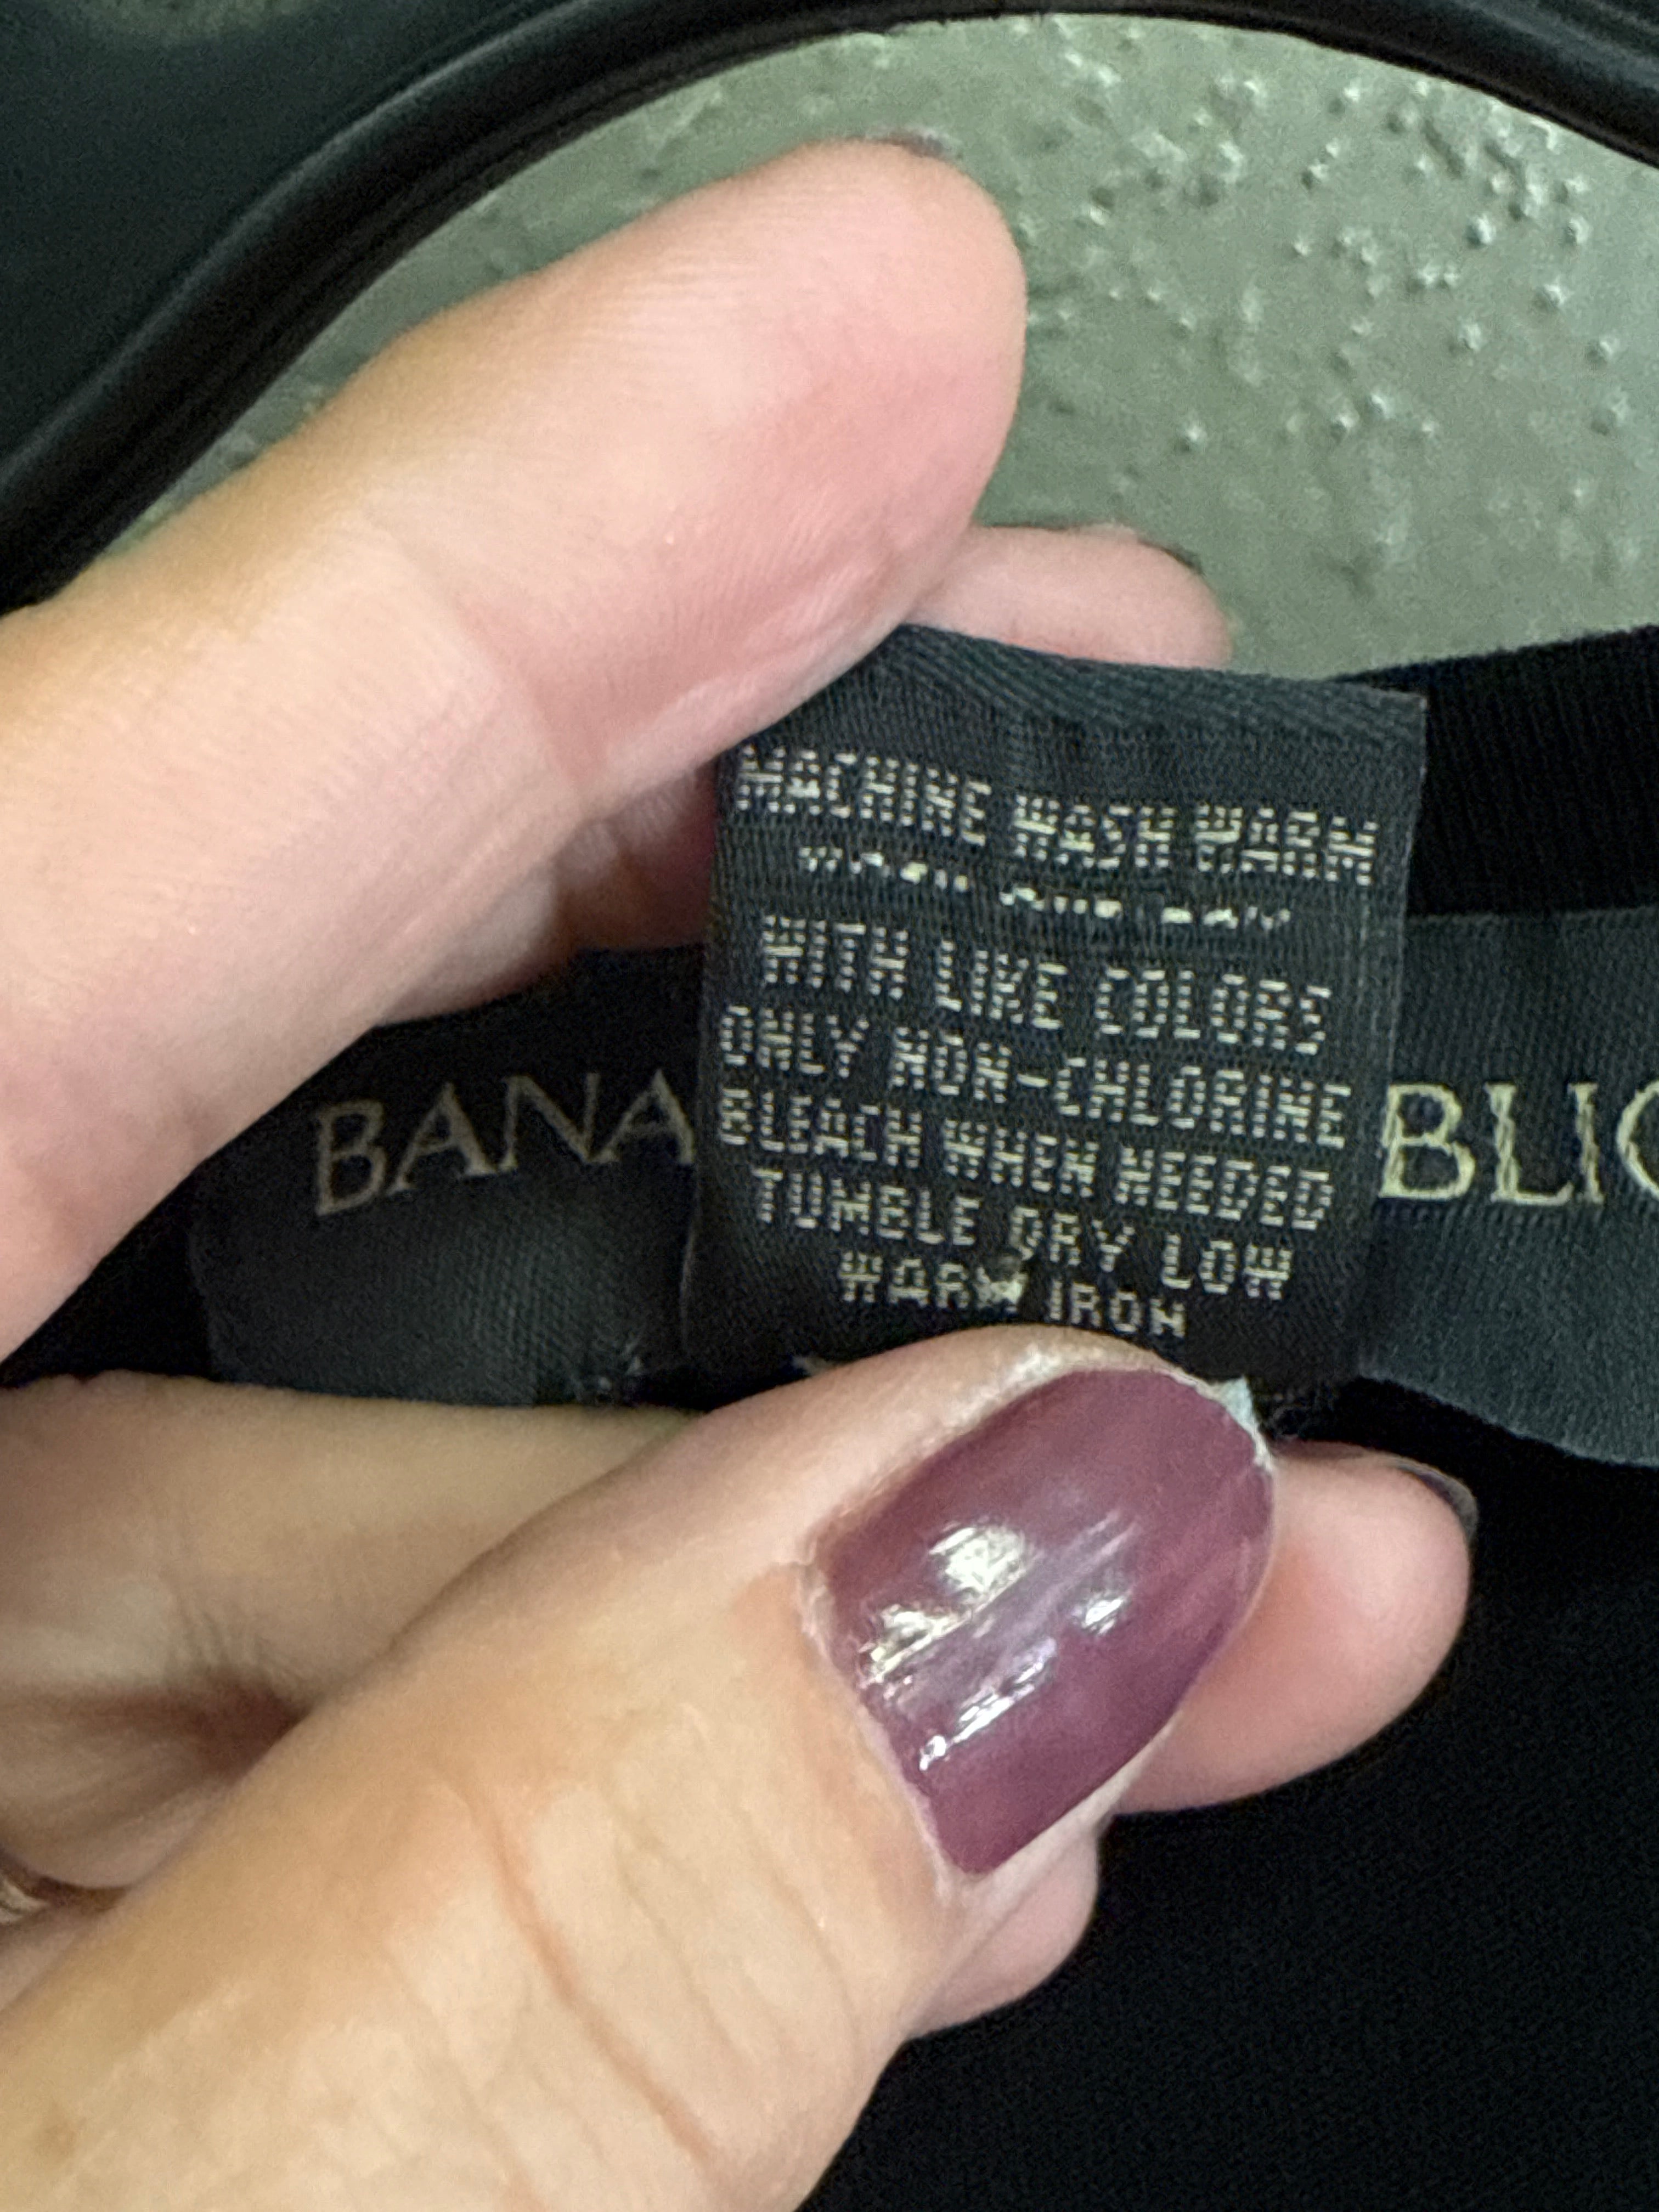 MACHINE WASH WARM
WITH LIKE COLORS
ONLY NON-CHLORINE
BLEACH WHEN NEEDED
TUMBLE DRY LOW
WARM IRON
BANA BLIC